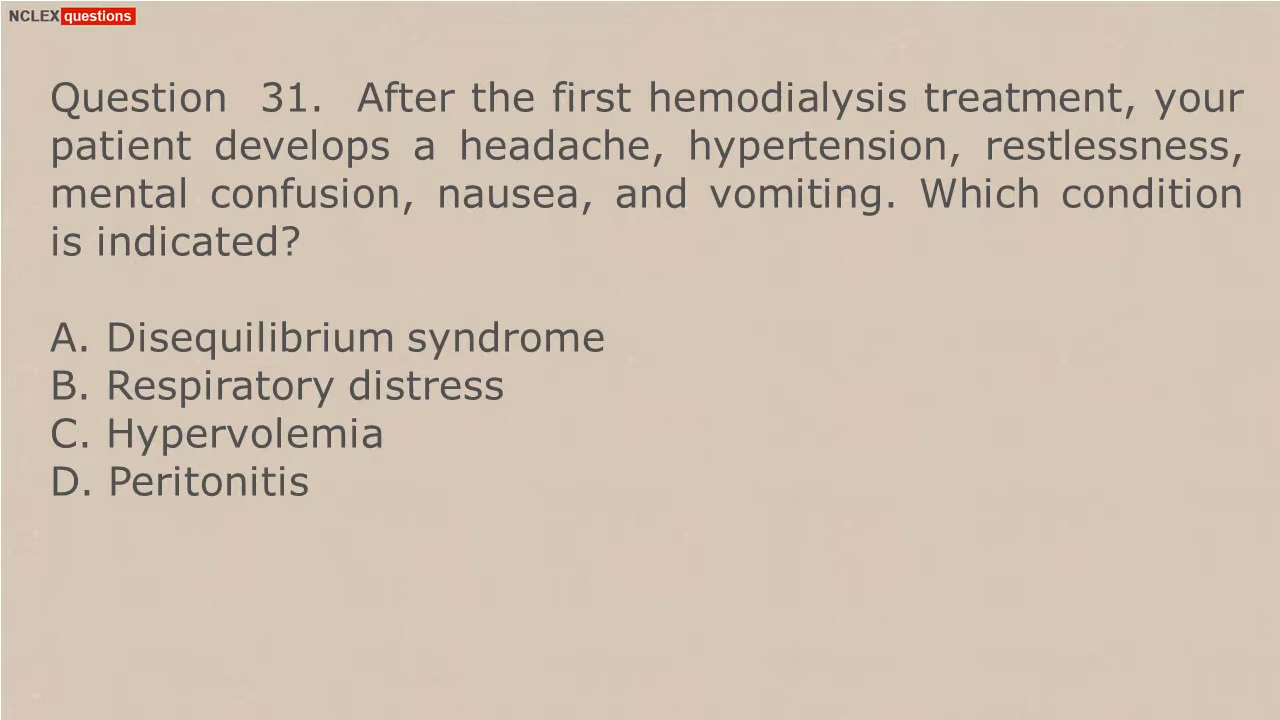 NCLEX questions
Question 31. After the first hemodialysis treatment, your
patient develops a headache, hypertension, restlessness,
mental confusion, nausea, and vomiting. Which condition
is indicated?
A. Disequilibrium syndrome
B. Respiratory distress
C. Hypervolemia
D. Peritonitis